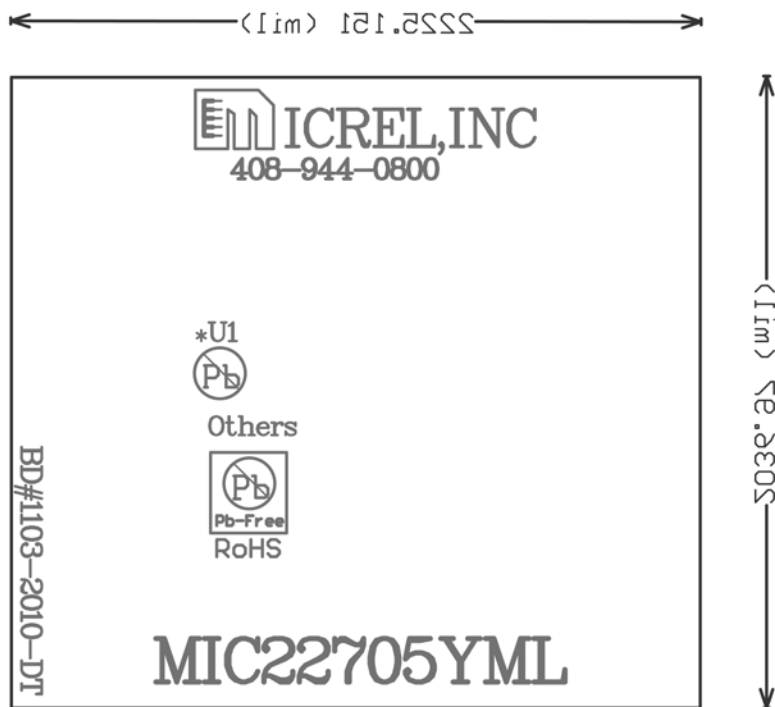 2225.151 (mil)
MICREL,INC
408-944-0800
2036.97 (mil)
*U1
Pb
Others
Pb
Pb-Free
RoHS
BD#1103-2010-DT
MIC22705YML